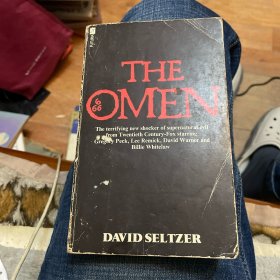 THE
OMEN
666
The terrifying new shocker of supernatural evil
from Twentieth Century-Fox starring
Gregory Peck, Lee Remick, David Warner and
Billie Whitelaw
DAVID SELTZER